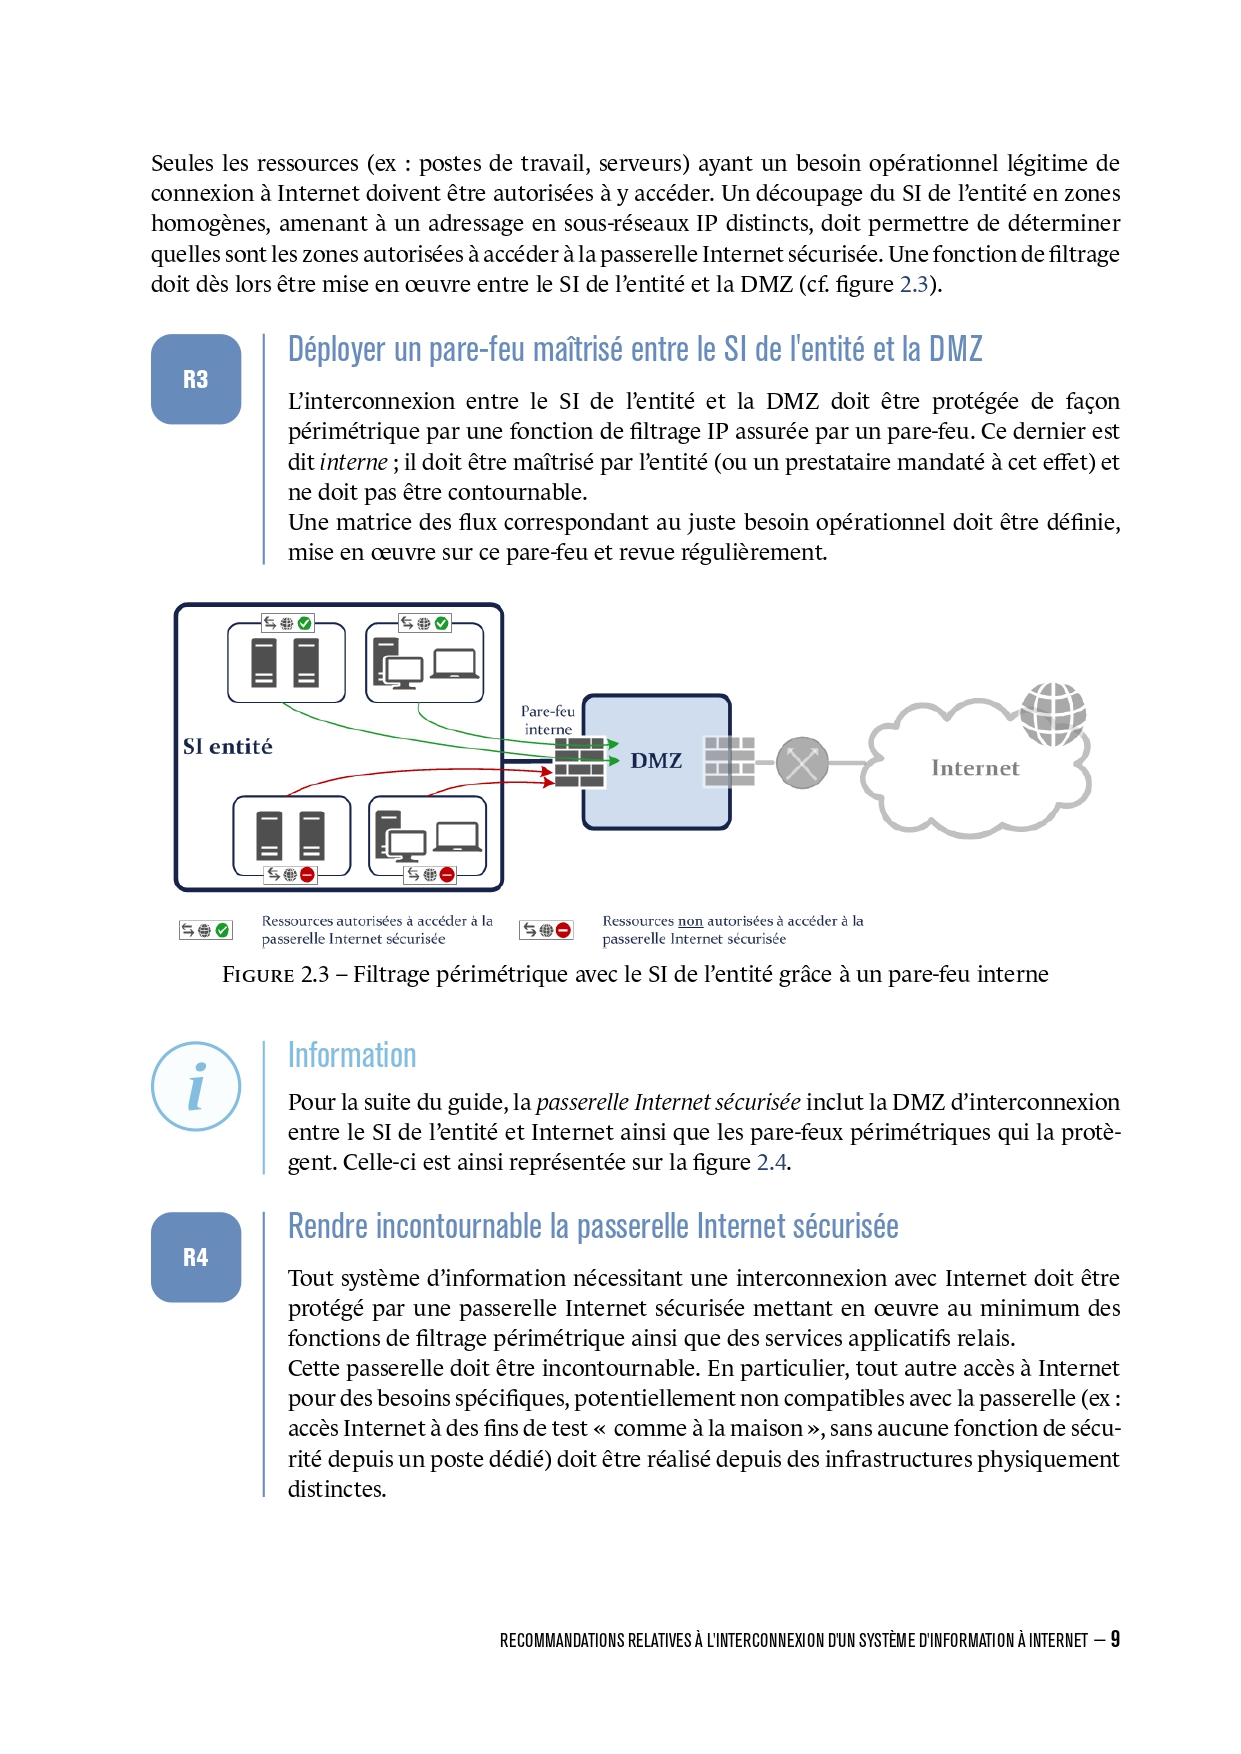 Seules les ressources (ex : postes de travail, serveurs) ayant un besoin opérationnel légitime de
connexion à Internet doivent être autorisées à y accéder. Un découpage du SI de l’entité en zones
homogènes, amenant à un adressage en sous-réseaux IP distincts, doit permettre de déterminer
quelles sont les zones autorisées à accéder à la passerelle Internet sécurisée. Une fonction de filtrage
doit dès lors être mise en œuvre entre le SI de l’entité et la DMZ (cf. figure 2.3).
R3
Déployer un pare-feu maîtrisé entre le SI de l'entité et la DMZ
L’interconnexion entre le SI de l’entité et la DMZ doit être protégée de façon
périmétrique par une fonction de filtrage IP assurée par un pare-feu. Ce dernier est
dit interne ; il doit être maîtrisé par l’entité (ou un prestataire mandaté à cet effet) et
ne doit pas être contournable.
Une matrice des flux correspondant au juste besoin opérationnel doit être définie,
mise en œuvre sur ce pare-feu et revue régulièrement.
SI entité
Pare-feu
interne
DMZ
Internet
Ressources autorisées à accéder à la
passerelle Internet sécurisée
Ressources non autorisées à accéder à la
passerelle Internet sécurisée
FIGURE 2.3 – Filtrage périmétrique avec le SI de l’entité grâce à un pare-feu interne
i
Information
Pour la suite du guide, la passerelle Internet sécurisée inclut la DMZ d’interconnexion
entre le SI de l’entité et Internet ainsi que les pare-feux périmétriques qui la protè-
gent. Celle-ci est ainsi représentée sur la figure 2.4.
R4
Rendre incontournable la passerelle Internet sécurisée
Tout système d’information nécessitant une interconnexion avec Internet doit être
protégé par une passerelle Internet sécurisée mettant en œuvre au minimum des
fonctions de filtrage périmétrique ainsi que des services applicatifs relais.
Cette passerelle doit être incontournable. En particulier, tout autre accès à Internet
pour des besoins spécifiques, potentiellement non compatibles avec la passerelle (ex :
accès Internet à des fins de test « comme à la maison », sans aucune fonction de sécu-
rité depuis un poste dédié) doit être réalisé depuis des infrastructures physiquement
distinctes.
RECOMMANDATIONS RELATIVES À L'INTERCONNEXION D'UN SYSTÈME D'INFORMATION À INTERNET – 9